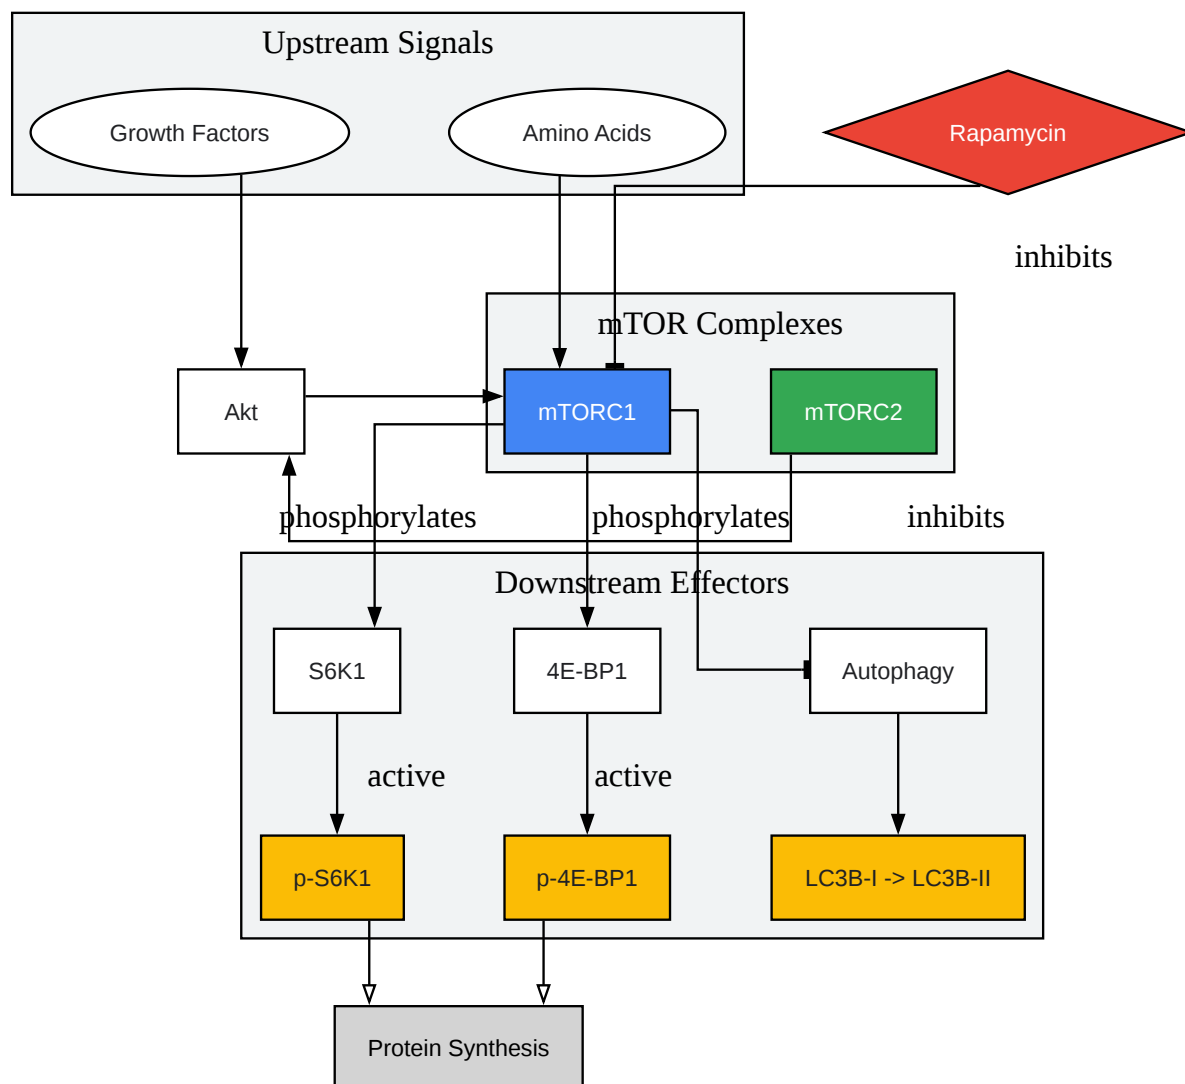 Upstream Signals
Growth Factors
Amino Acids
Rapamycin
inhibits
mTOR Complexes
Akt
mTORC1
mTORC2
phosphorylates
phosphorylates
inhibits
Downstream Effectors
S6K1
4E-BP1
Autophagy
active
active
p-S6K1
p-4E-BP1
LC3B-I -> LC3B-II
Protein Synthesis